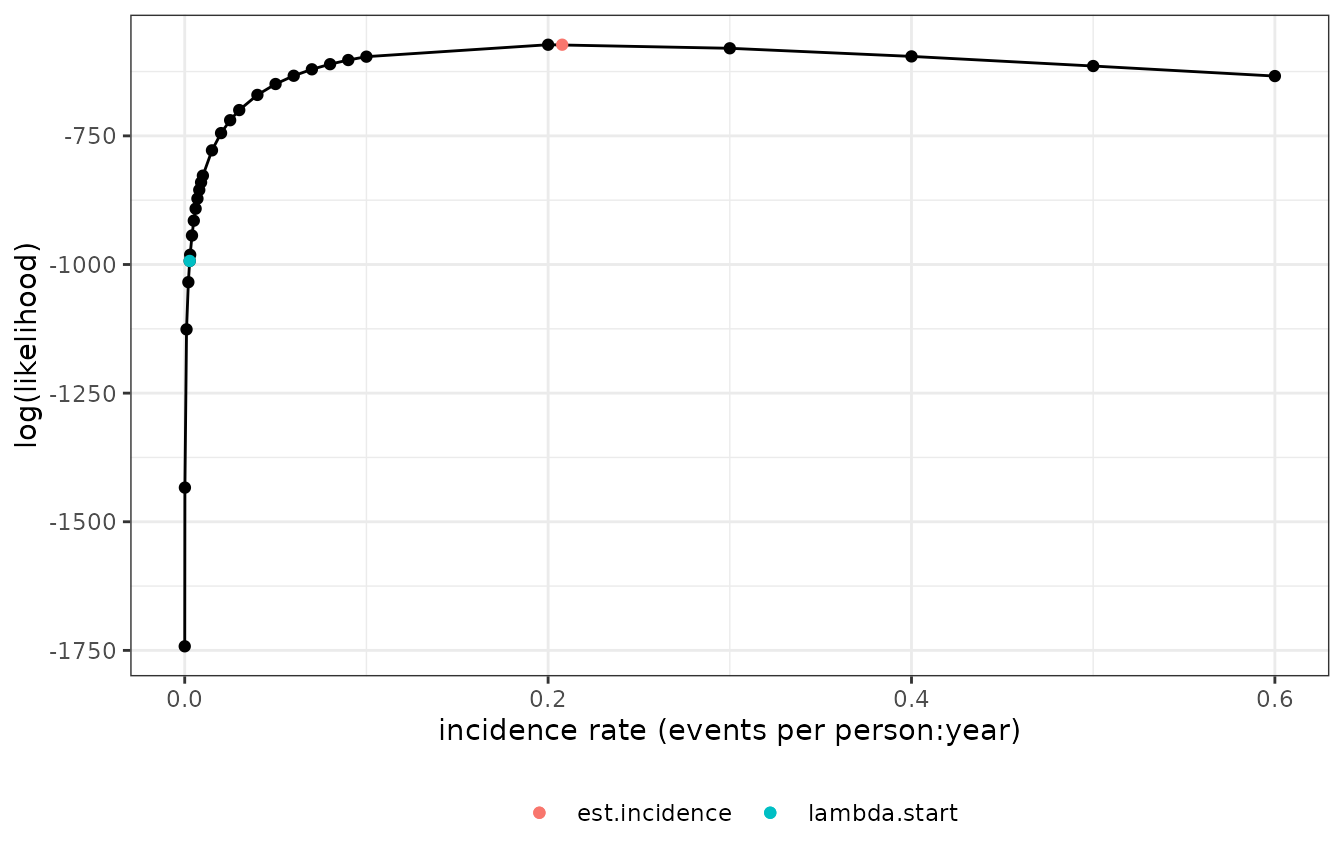 -750
-1000
-1250
-1500
-1750
log(likelihood)
0.0 0.2 0.4 0.6
incidence rate (events per person:year)
est.incidence lambda.start